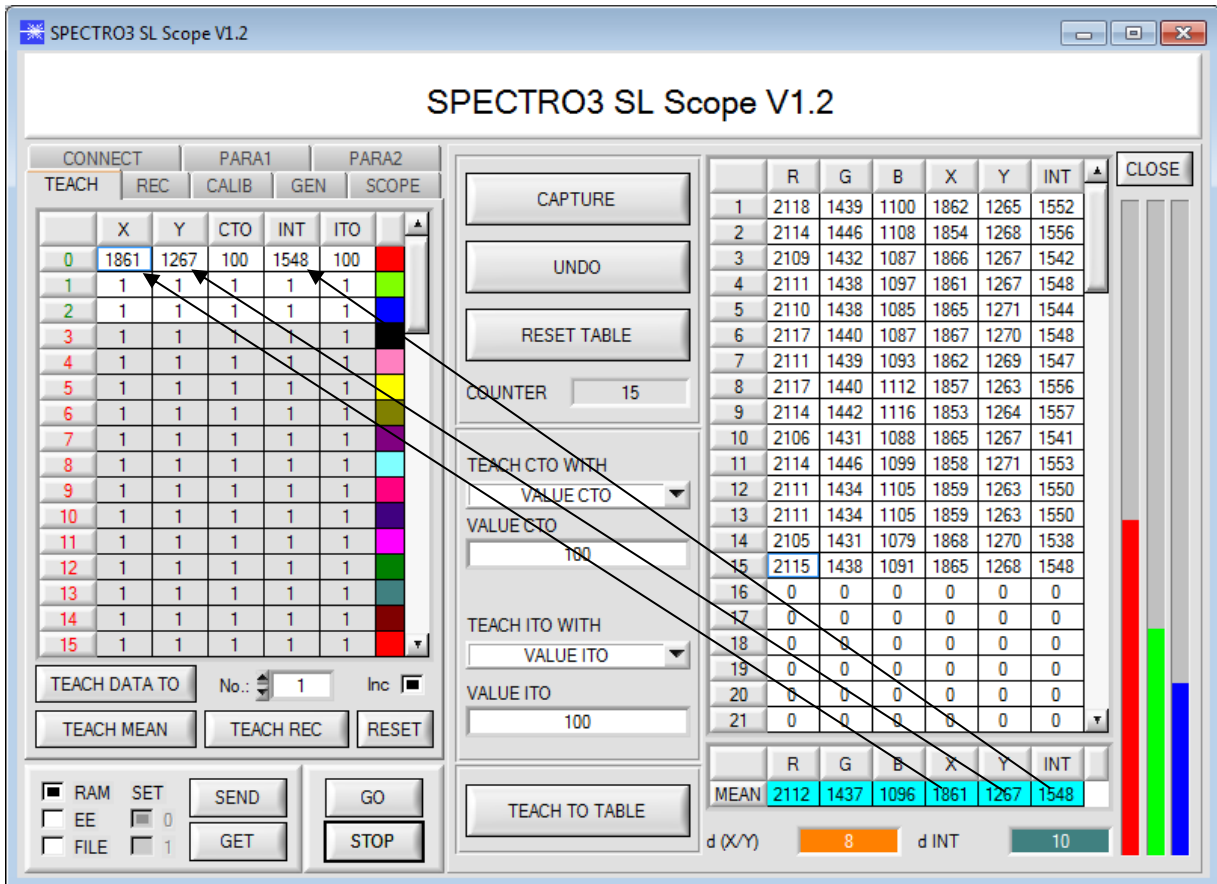 SPECTRO3 SL Scope V1.2
SPECTRO3 SL Scope V1.2
CONNECT PARA1 PARA2
TEACH REC CALIB GEN SCOPE
X Y CTO INT ITO
0 1861 1267 100 1548 100
1 1 1 1 1 1
2 1 1 1 1 1
3 1 1 1 1 1
4 1 1 1 1 1
5 1 1 1 1 1
6 1 1 1 1 1
7 1 1 1 1 1
8 1 1 1 1 1
9 1 1 1 1 1
10 1 1 1 1 1
11 1 1 1 1 1
12 1 1 1 1 1
13 1 1 1 1 1
14 1 1 1 1 1
15 1 1 1 1 1
TEACH DATA TO No.: 1 Inc
TEACH MEAN TEACH REC RESET
RAM SET SEND GO
EE 0
FILE 1 GET STOP
CAPTURE
UNDO
RESET TABLE
COUNTER 15
TEACH CTO WITH
VALUE CTO
VALUE CTO
100
TEACH ITO WITH
VALUE ITO
VALUE ITO
100
TEACH TO TABLE
R G B X Y INT
1 2118 1439 1100 1862 1265 1552
2 2114 1446 1108 1854 1268 1556
3 2109 1432 1087 1866 1267 1542
4 2111 1438 1097 1861 1267 1548
5 2110 1438 1085 1865 1271 1544
6 2117 1440 1087 1867 1270 1548
7 2111 1439 1093 1862 1269 1547
8 2117 1440 1112 1857 1263 1556
9 2114 1442 1116 1853 1264 1557
10 2106 1431 1088 1865 1267 1541
11 2114 1446 1099 1858 1271 1553
12 2111 1434 1105 1859 1263 1550
13 2111 1434 1105 1859 1263 1550
14 2105 1431 1079 1868 1270 1538
15 2115 1438 1091 1865 1268 1548
16 0 0 0 0 0 0
17 0 0 0 0 0 0
18 0 0 0 0 0 0
19 0 0 0 0 0 0
20 0 0 0 0 0 0
21 0 0 0 0 0 0
R G B X Y INT
MEAN 2112 1437 1096 1861 1267 1548
d (X/Y) 8 d INT 10
CLOSE